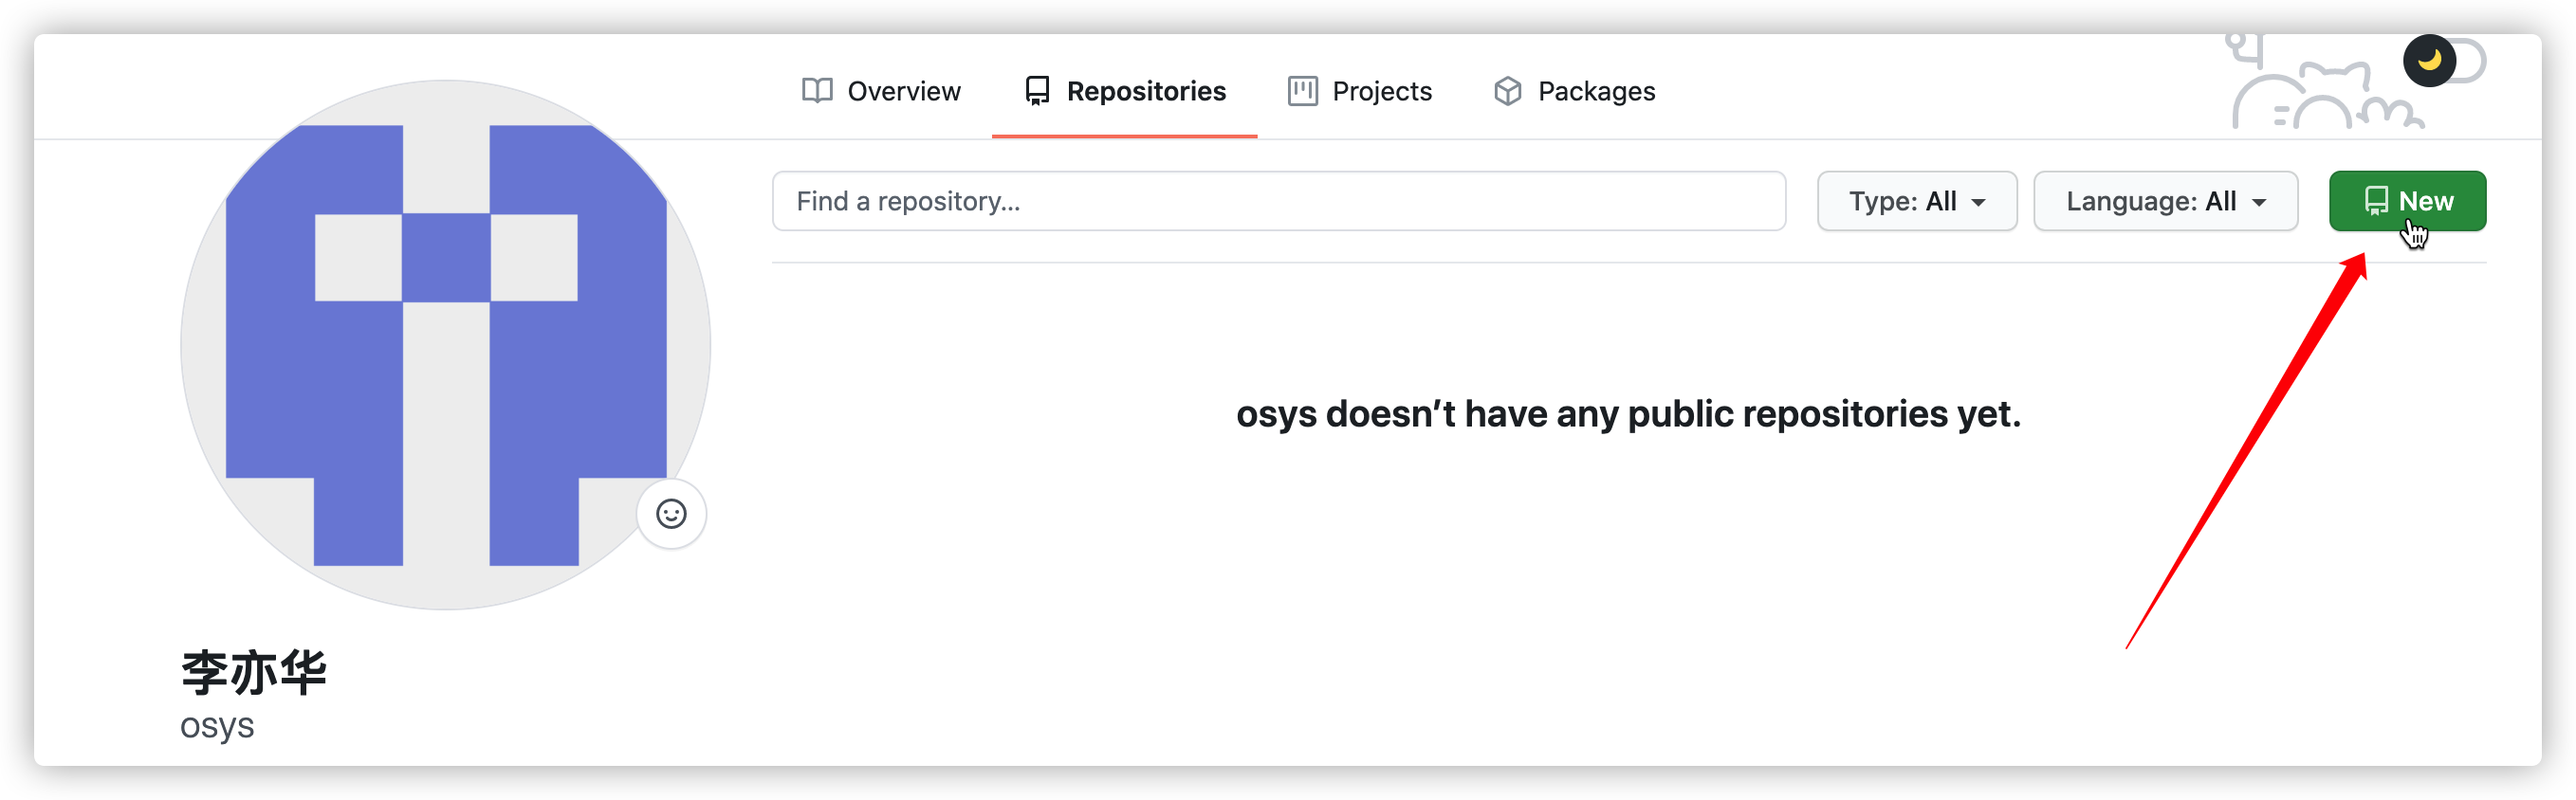 Overview Repositories Projects Packages
Find a repository... Type: All Language: All New
osys doesn’t have any public repositories yet.
李亦华
osys